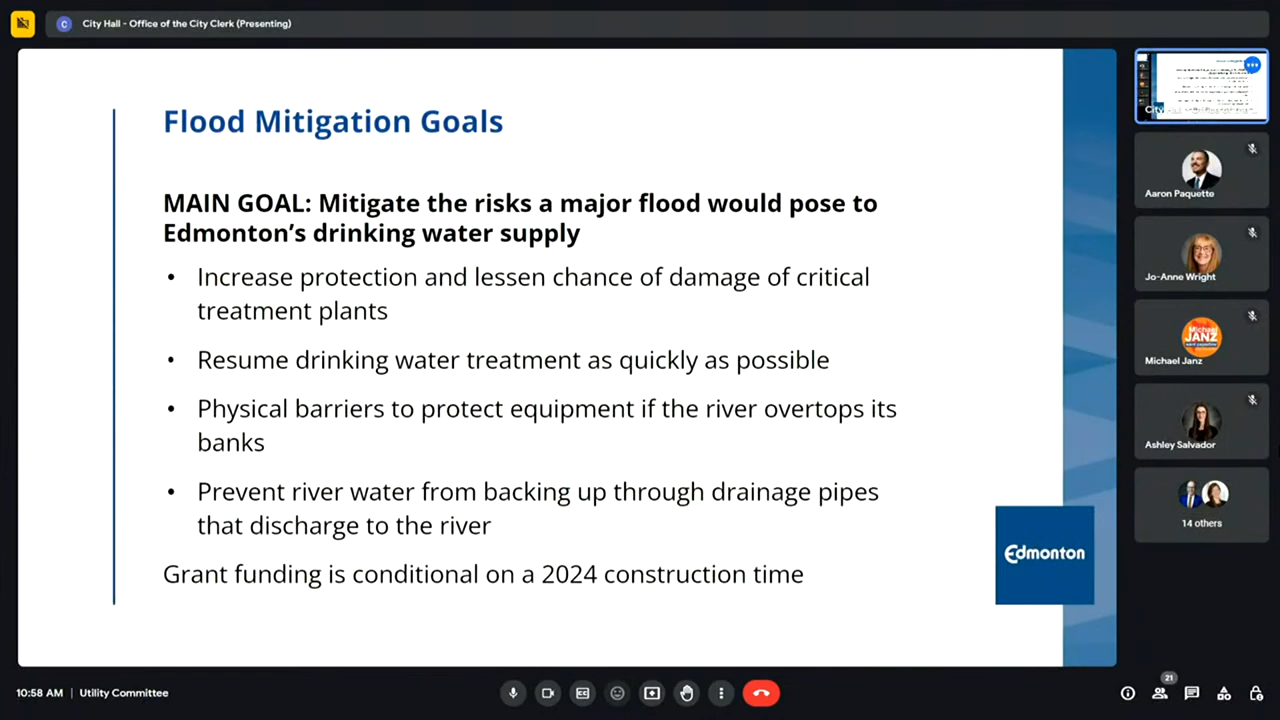 City Hall - Office of the City Clerk (Presenting)
Flood Mitigation Goals
MAIN GOAL: Mitigate the risks a major flood would pose to
Edmonton's drinking water supply
• Increase protection and lessen chance of damage of critical
treatment plants
• Resume drinking water treatment as quickly as possible
• Physical barriers to protect equipment if the river overtops its
banks
• Prevent river water from backing up through drainage pipes
that discharge to the river
Grant funding is conditional on a 2024 construction time
Edmonton
Aaron Paquette
Jo-Anne Wright
Michael
JANZ
Michael Janz
Ashley Salvador
14 others
10:58 AM | Utility Committee
21